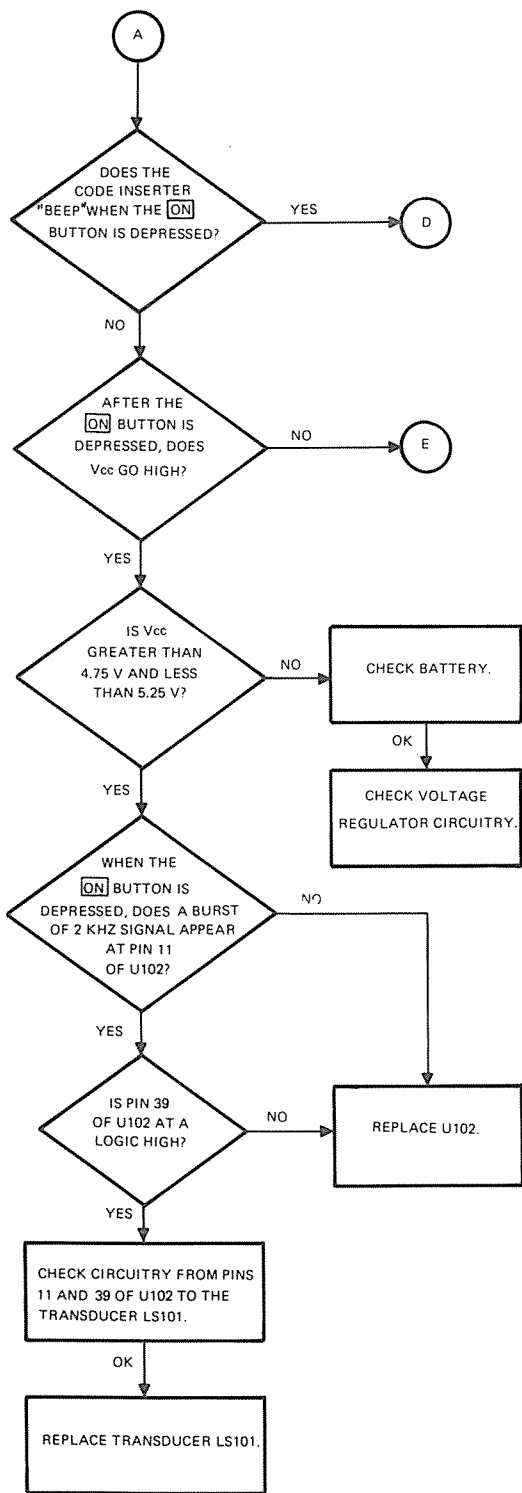 A
DOES THE
CODE INSERTER
"BEEP" WHEN THE ON
BUTTON IS DEPRESSED?
YES
D
NO
AFTER THE
ON BUTTON IS
DEPRESSED, DOES
Vcc GO HIGH?
NO
E
YES
IS Vcc
GREATER THAN
4.75 V AND LESS
THAN 5.25 V?
NO
CHECK BATTERY.
OK
CHECK VOLTAGE
REGULATOR CIRCUITRY.
YES
WHEN THE
ON BUTTON IS
DEPRESSED, DOES A BURST
OF 2 KHZ SIGNAL APPEAR
AT PIN 11
OF U102?
NO
YES
IS PIN 39
OF U102 AT A
LOGIC HIGH?
NO
REPLACE U102.
YES
CHECK CIRCUITRY FROM PINS
11 AND 39 OF U102 TO THE
TRANSDUCER LS101.
OK
REPLACE TRANSDUCER LS101.